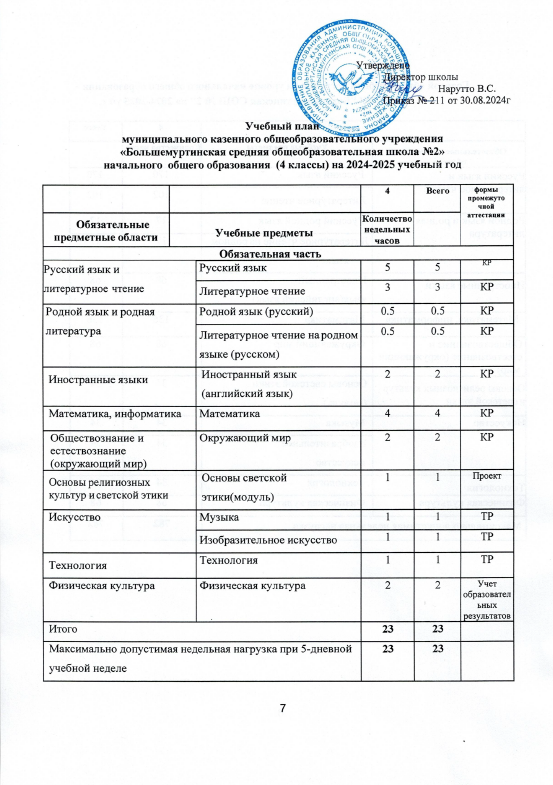 Утверждено
Директор школы
Нарутто В.С.
Приказ № 211 от 30.08.2024г
Учебный план
муниципального казенного общеобразовательного учреждения
«Большемуртинская средняя общеобразовательная школа №2»
начального общего образования (4 классы) на 2024-2025 учебный год
4 Всего формы
промежуто
чной
аттестации
Обязательные
предметные области
Учебные предметы
Количество
недельных
часов
Обязательная часть
Русский язык и
литературное чтение
Русский язык 5 5 КР
Литературное чтение 3 3 КР
Родной язык и родная
литература
Родной язык (русский) 0.5 0.5 КР
Литературное чтение на родном
языке (русском)
0.5 0.5 КР
Иностранные языки
Иностранный язык
(английский язык)
2 2 КР
Математика, информатика Математика 4 4 КР
Обществознание и
естествознание
(окружающий мир)
Окружающий мир 2 2 КР
Основы религиозных
культур и светской этики
Основы светской
этики(модуль)
1 1 Проект
Искусство Музыка 1 1 ТР
Изобразительное искусство 1 1 ТР
Технология Технология 1 1 ТР
Физическая культура Физическая культура 2 2 Учет
образовател
ьных
результатов
Итого 23 23
Максимально допустимая недельная нагрузка при 5-дневной
учебной неделе
23 23
7